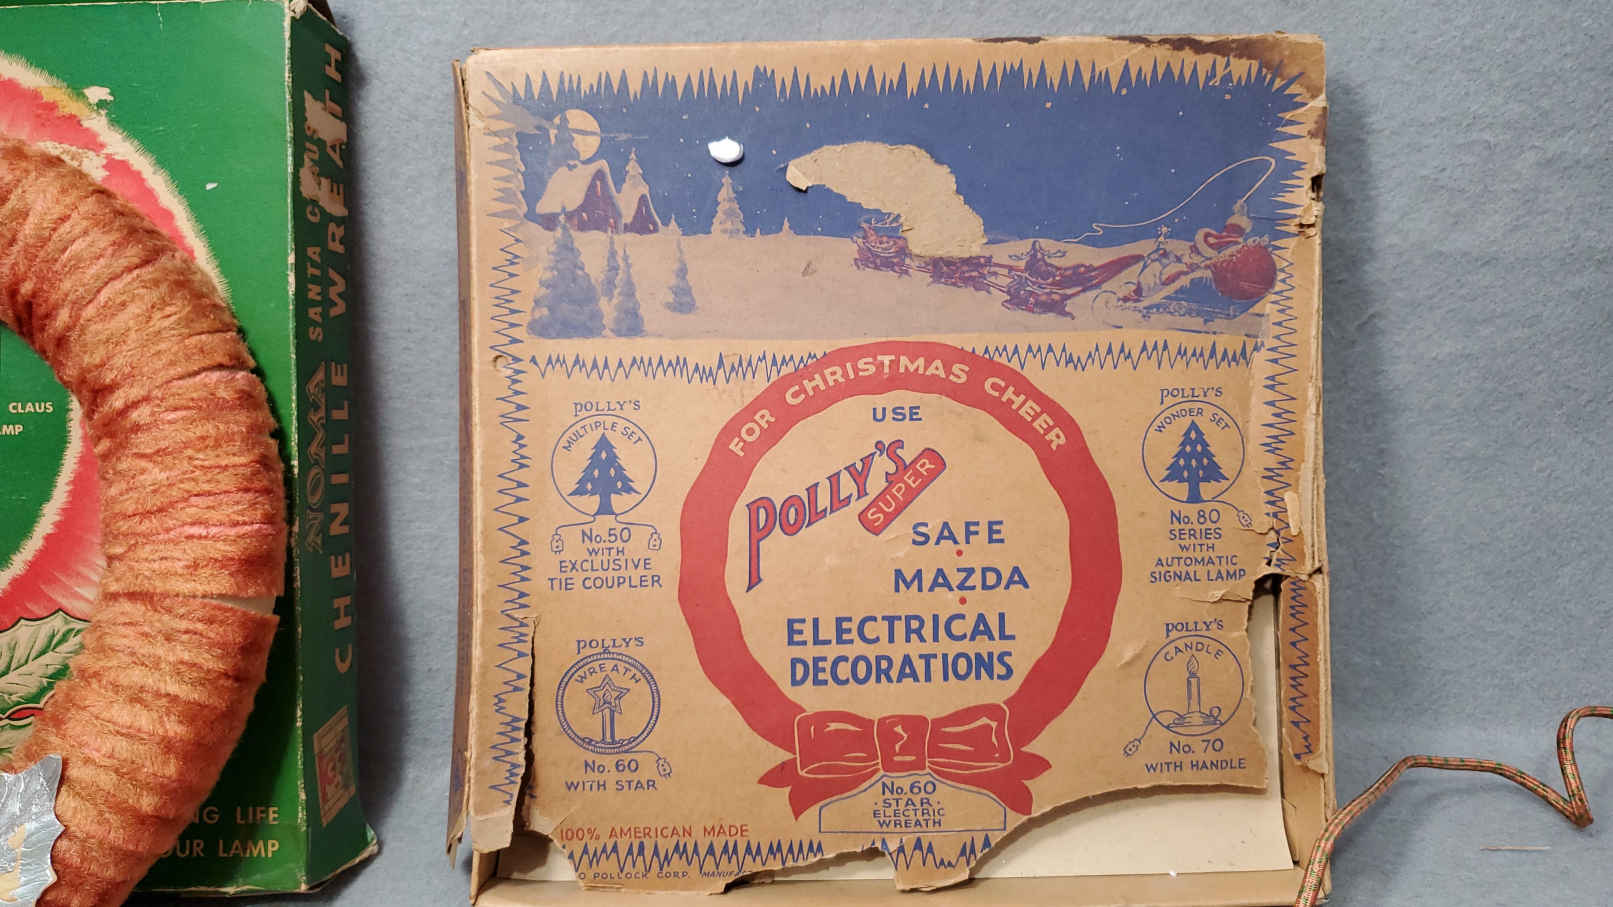 CLAUS
NG LIFE
OUR LAMP
NOMA SANTA
CHENILLE WREATH
FOR CHRISTMAS CHEER
USE
POLLY'S
SUPER
SAFE
MAZDA
ELECTRICAL
DECORATIONS
POLLY'S
MULTIPLE SET
No.50
WITH
EXCLUSIVE
TIE COUPLER
POLLY'S
WONDER SET
No.80
SERIES
WITH
AUTOMATIC
SIGNAL LAMP
POLLY'S
WREATH
No.60
WITH STAR
POLLY'S
CANDLE
No.70
WITH HANDLE
No.60
·STAR·
ELECTRIC
WREATH
100% AMERICAN MADE
POLLOCK CORP.